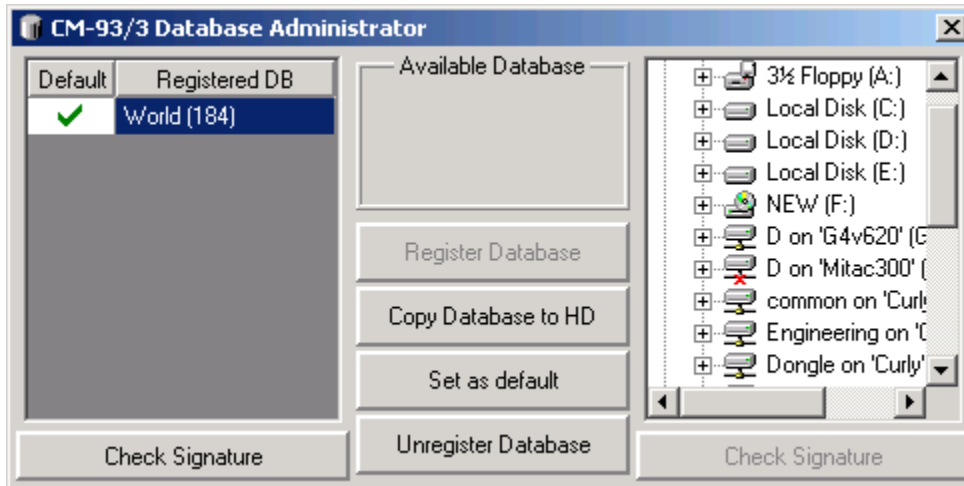 CM-93/3 Database Administrator
Default Registered DB
World (184)
Check Signature
Available Database
Register Database
Copy Database to HD
Set as default
Unregister Database
3½ Floppy (A:)
Local Disk (C:)
Local Disk (D:)
Local Disk (E:)
NEW (F:)
D on 'G4v620' (G
D on 'Mitac300' (
common on 'Curly
Engineering on 'C
Dongle on 'Curly'
Check Signature